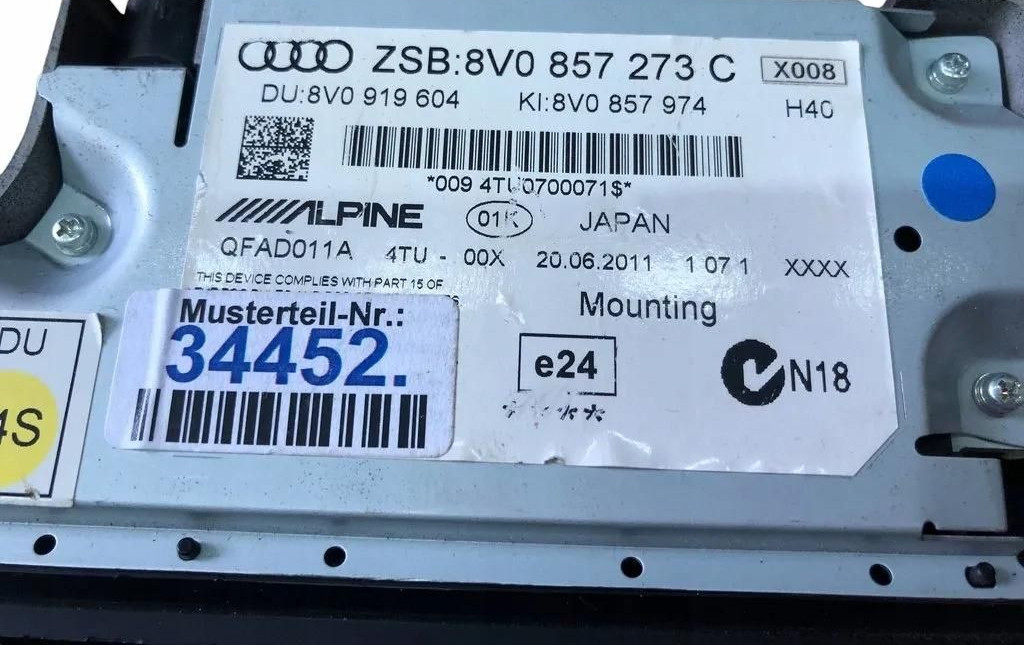 ZSB:8V0 857 273 C X008
DU:8V0 919 604 KI:8V0 857 974 H40
*009 4TU0700071$*
ALPINE 01K JAPAN
QFAD011A 4TU - 00X 20.06.2011 1 07 1 XXXX
THIS DEVICE COMPLIES WITH PART 15 OF
Mounting
Musterteil-Nr.:
34452.
e24
N18
DU
4S